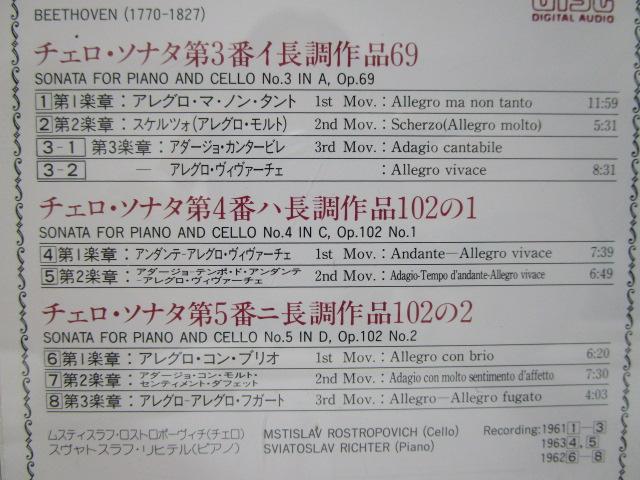 DISC
DIGITAL AUDIO
BEETHOVEN (1770-1827)
チェロ・ソナタ第3番イ長調作品69
SONATA FOR PIANO AND CELLO No.3 IN A, Op.69
1 第1楽章：アレグロ・マ・ノン・タント 1st Mov.：Allegro ma non tanto 11:59
2 第2楽章：スケルツォ(アレグロ・モルト) 2nd Mov.：Scherzo(Allegro molto) 5:31
3-1 第3楽章：アダージョ・カンタービレ 3rd Mov.：Adagio cantabile
3-2 — アレグロ・ヴィヴァーチェ ：Allegro vivace 8:31
チェロ・ソナタ第4番ハ長調作品102の1
SONATA FOR PIANO AND CELLO No.4 IN C, Op.102 No.1
4 第1楽章：アンダンテ-アレグロ・ヴィヴァーチェ 1st Mov.：Andante—Allegro vivace 7:39
5 第2楽章：アダージョ-テンポ・ド・アンダンテ 2nd Mov.：Adagio-Tempo d'andante-Allegro vivace 6:49
-アレグロ・ヴィヴァーチェ
チェロ・ソナタ第5番ニ長調作品102の2
SONATA FOR PIANO AND CELLO No.5 IN D, Op.102 No.2
6 第1楽章：アレグロ・コン・ブリオ 1st Mov.：Allegro con brio 6:20
7 第2楽章：アダージョ・コン・モルト・ 2nd Mov.：Adagio con molto sentimento d'affetto 7:30
センティメント・ダフェット
8 第3楽章：アレグロ-アレグロ・フガート 3rd Mov.：Allegro—Allegro fugato 4:03
ムスティスラフ・ロストロポーヴィチ(チェロ) MSTISLAV ROSTROPOVICH (Cello) Recording：1961 1-3
スヴャトスラフ・リヒテル(ピアノ) SVIATOSLAV RICHTER (Piano) 1963 4,5
1962 6-8